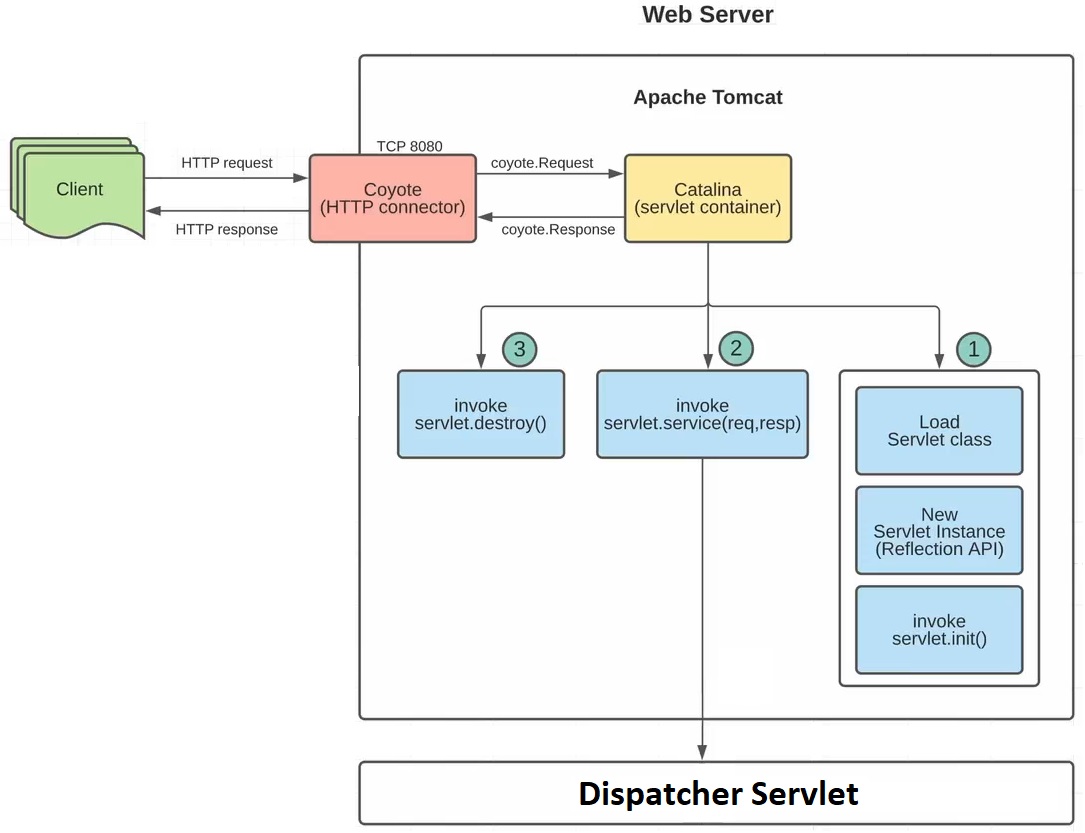 Web Server
Apache Tomcat
TCP 8080
HTTP request
coyote.Request
Client
Coyote
(HTTP connector)
Catalina
(servlet container)
HTTP response
coyote.Response
3
2
1
invoke
servlet.destroy()
invoke
servlet.service(req,resp)
Load
Servlet class
New
Servlet Instance
(Reflection API)
invoke
servlet.init()
Dispatcher Servlet